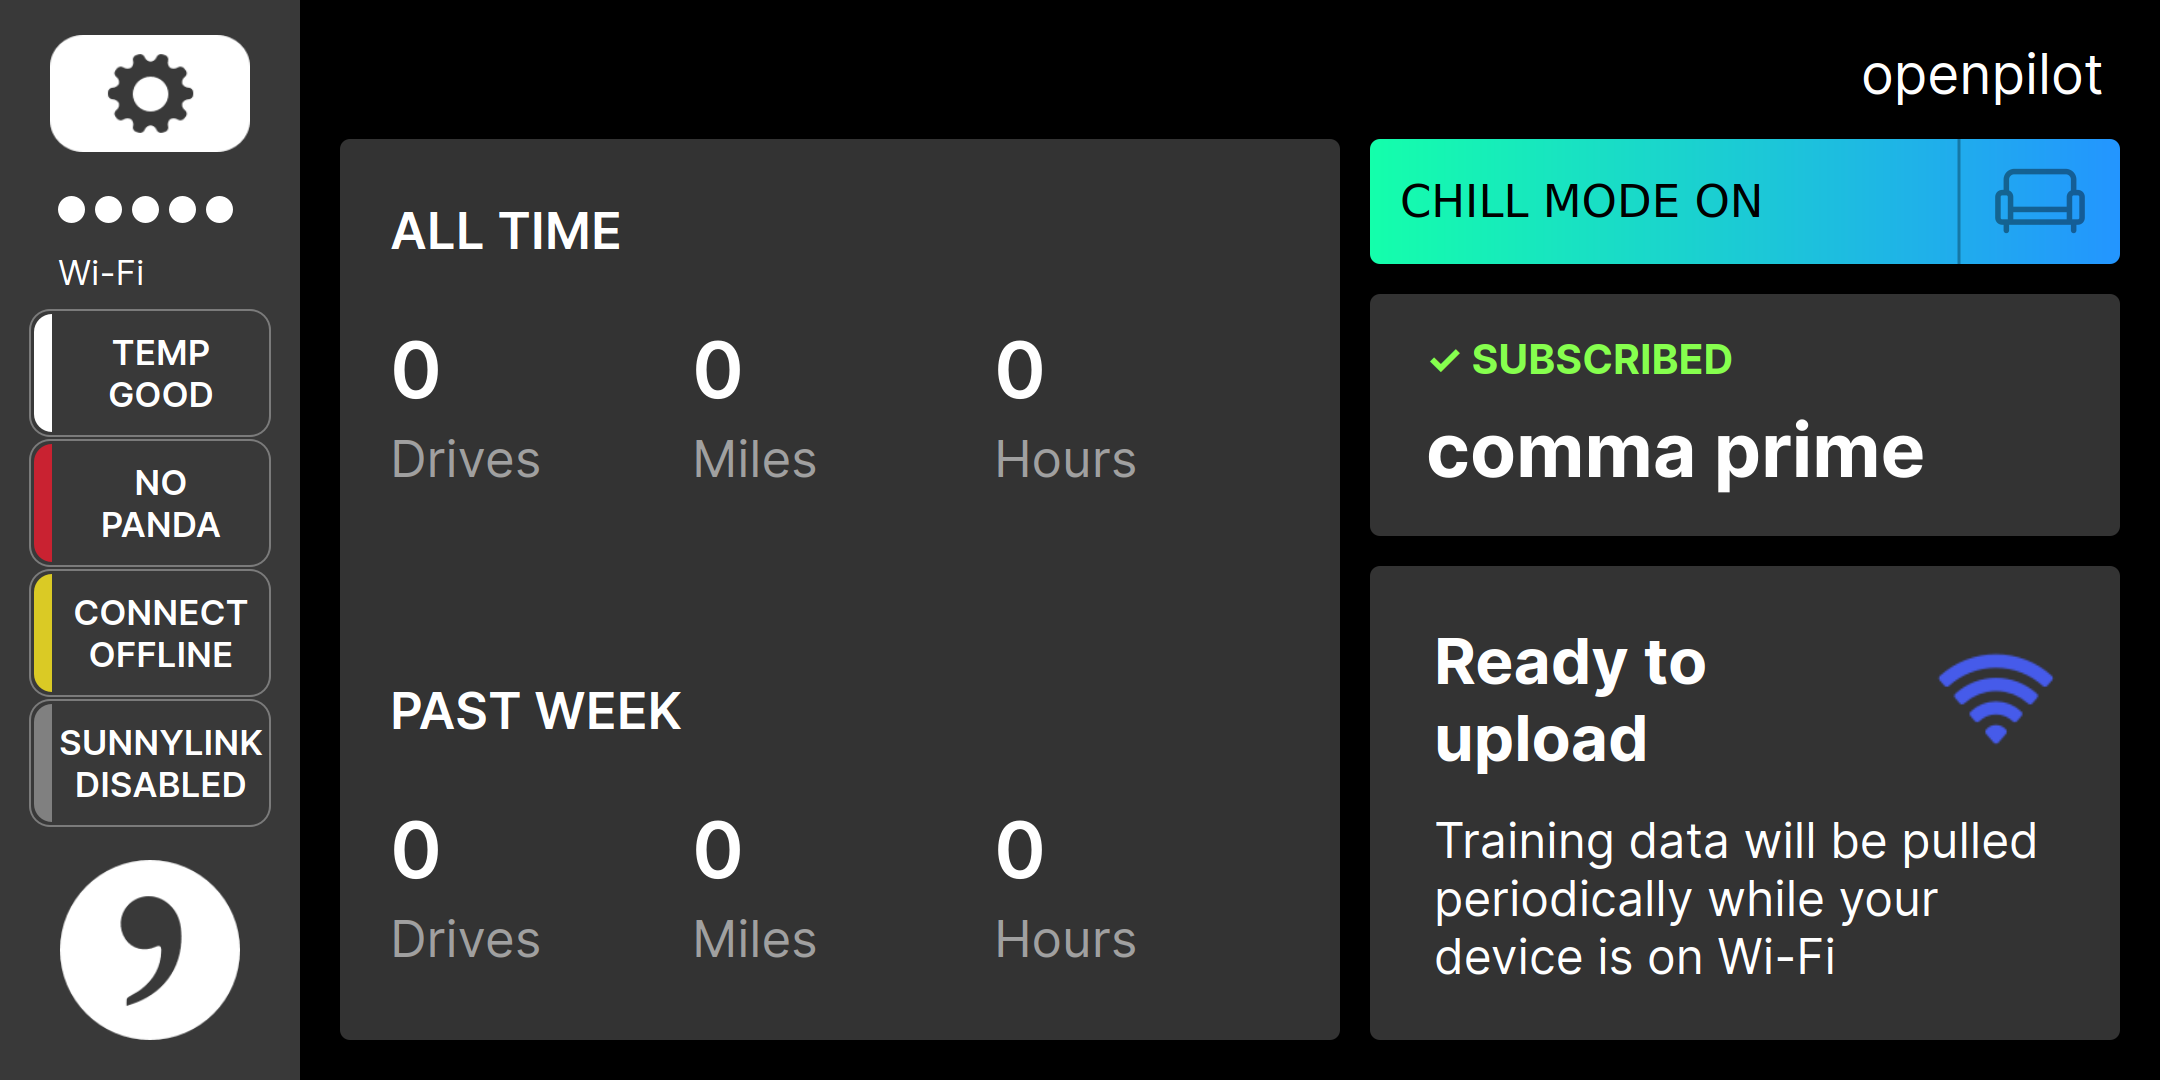 Wi-Fi
TEMP
GOOD
NO
PANDA
CONNECT
OFFLINE
SUNNYLINK
DISABLED
openpilot
ALL TIME
0 0 0
Drives Miles Hours
PAST WEEK
0 0 0
Drives Miles Hours
CHILL MODE ON
SUBSCRIBED
comma prime
Ready to
upload
Training data will be pulled
periodically while your
device is on Wi-Fi